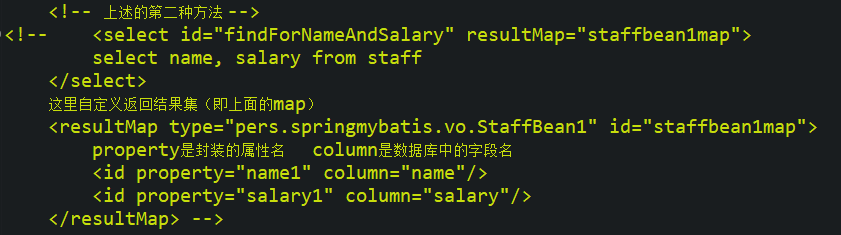 <!-- 上述的第二种方法 -->
<!--    <select id="findForNameAndSalary" resultMap="staffbean1map">
select name, salary from staff
</select>
这里自定义返回结果集（即上面的map）
<resultMap type="pers.springmybatis.vo.StaffBean1" id="staffbean1map">
property是封装的属性名   column是数据库中的字段名
<id property="name1" column="name"/>
<id property="salary1" column="salary"/>
</resultMap> -->